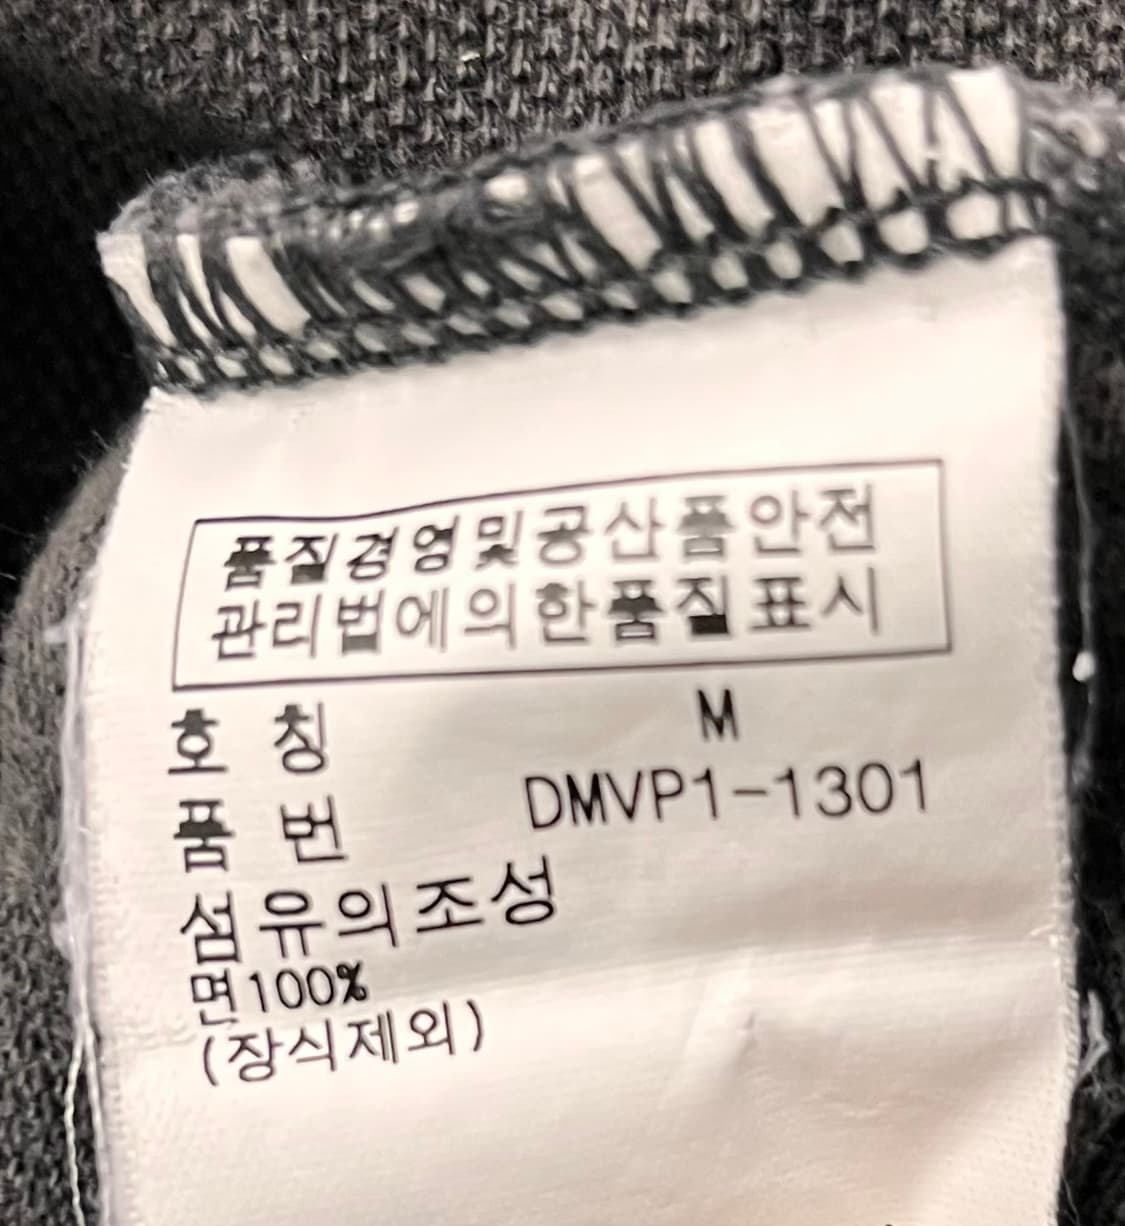 품질경영및공산품안전
관리법에의한품질표시
호 칭 M
품 번 DMVP1-1301
섬유의조성
면100%
(장식제외)